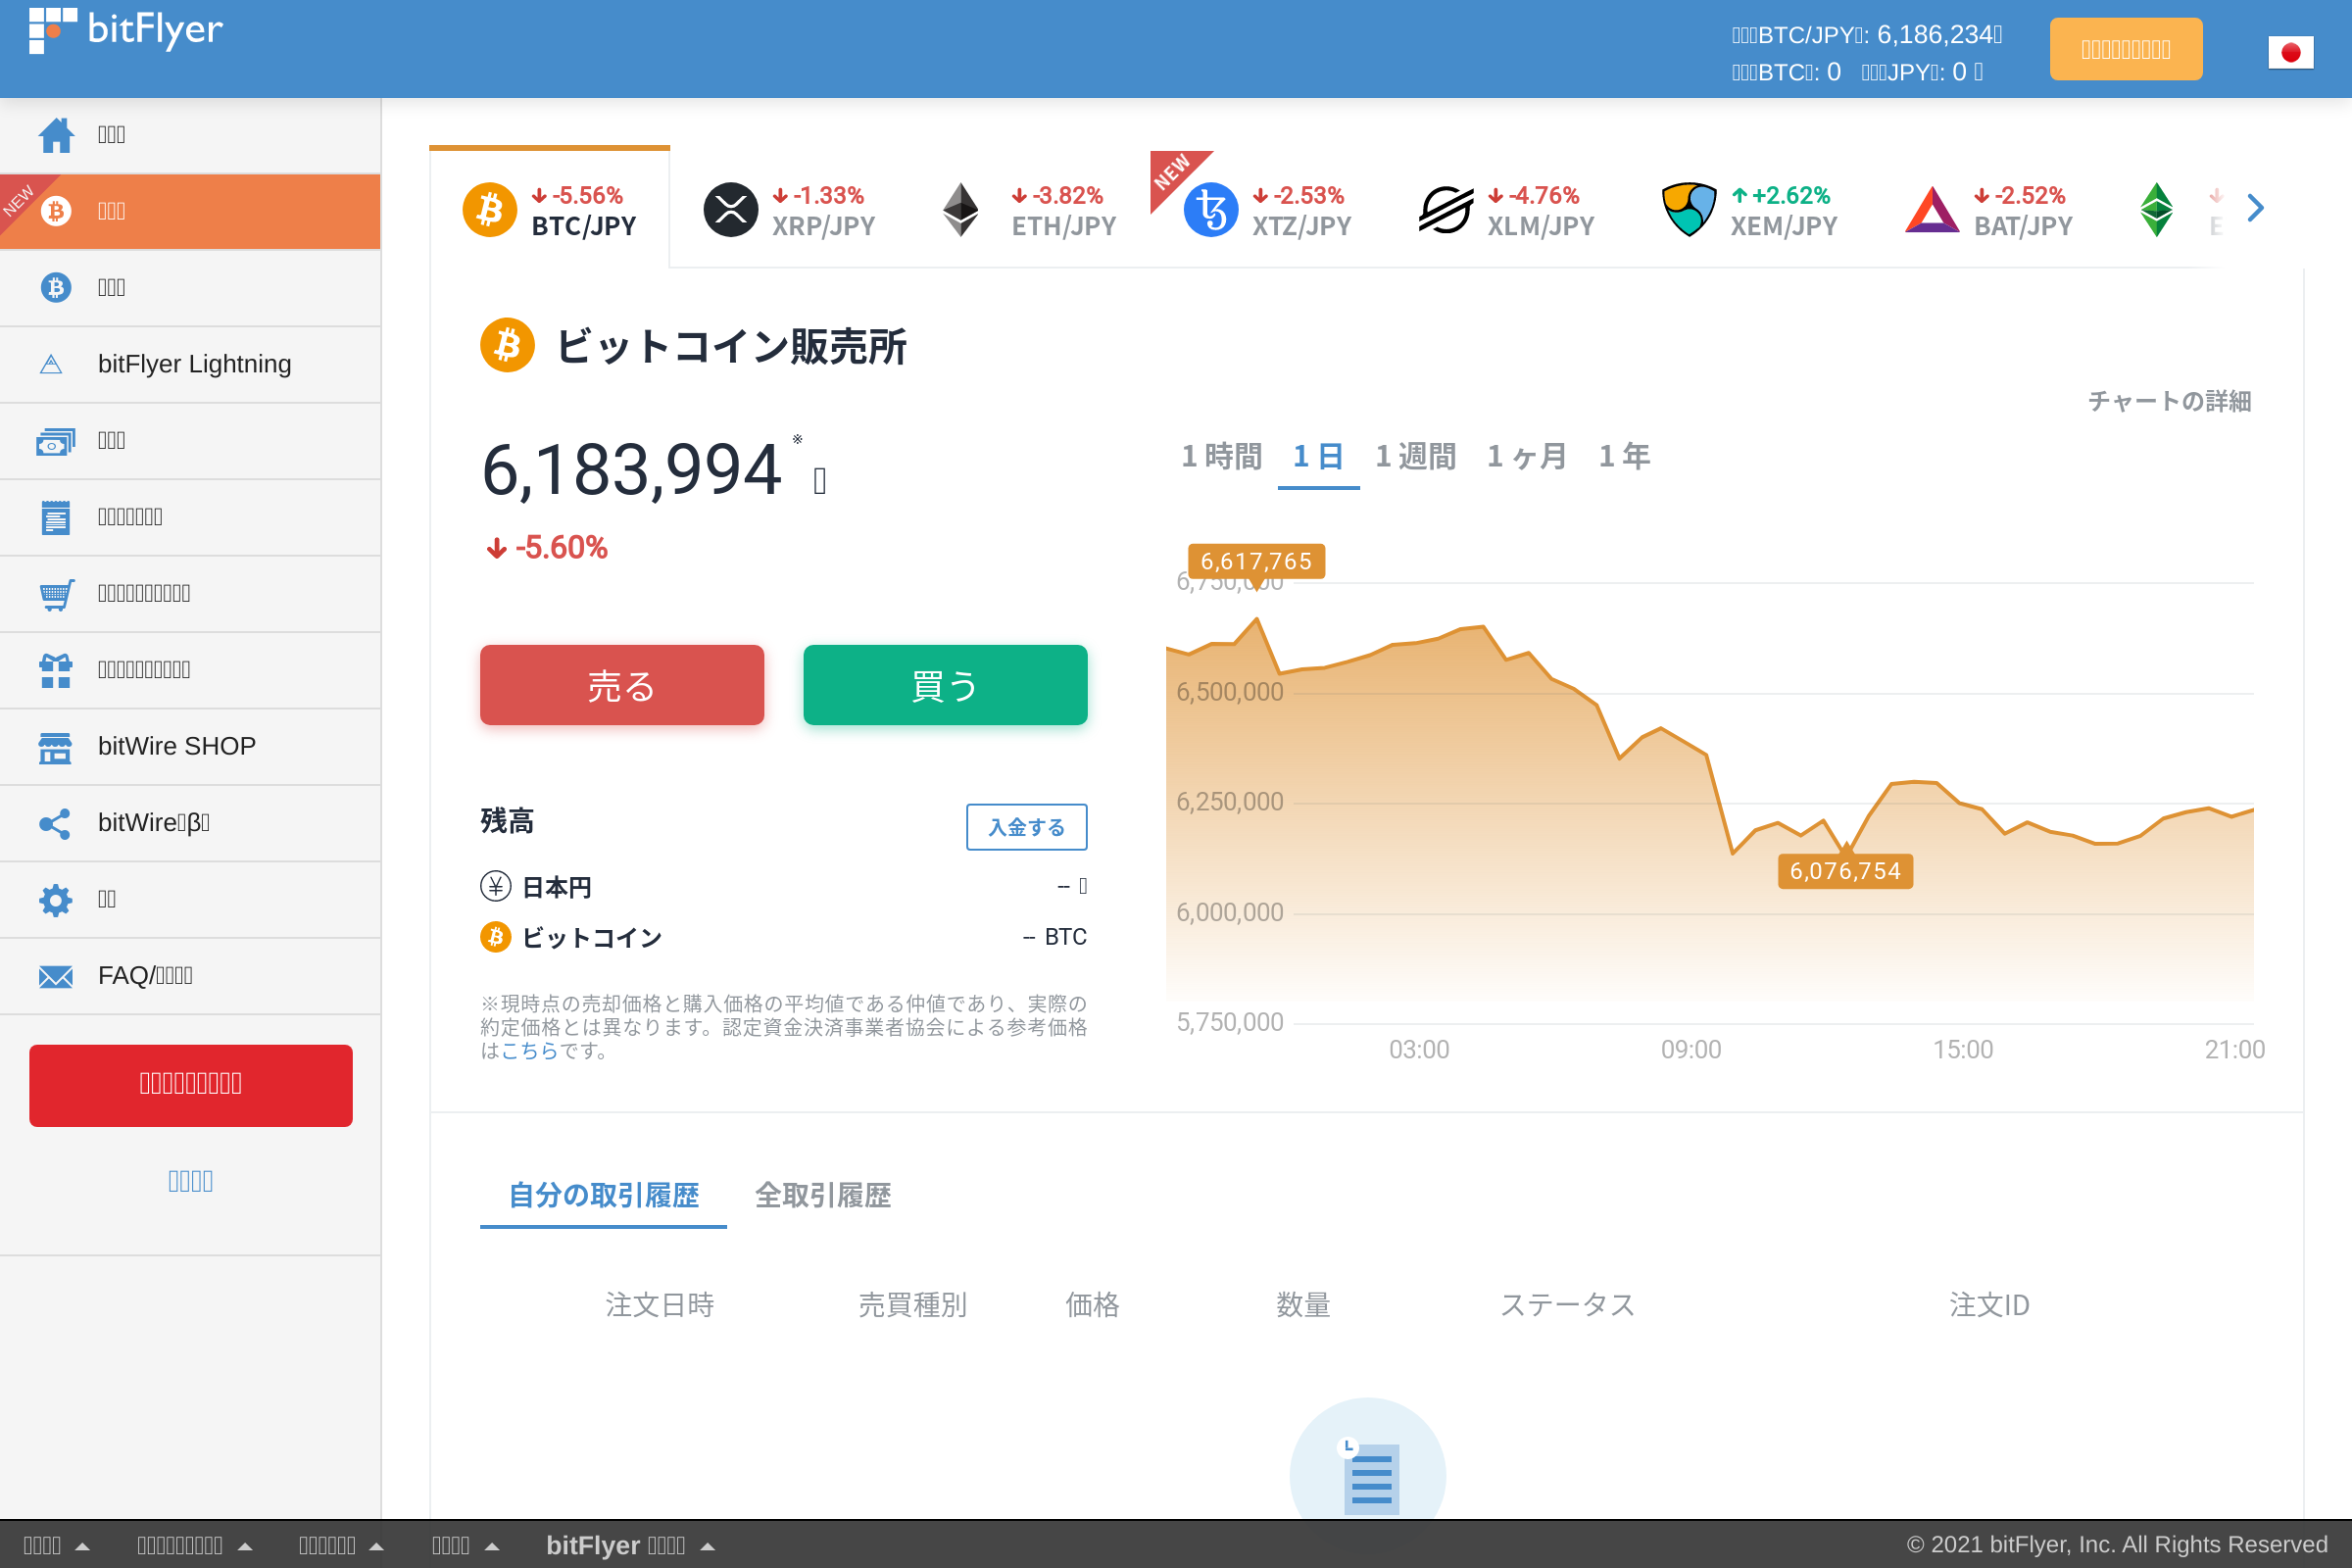 bitFlyer
BTC/JPY : 6,186,234
BTC : 0 JPY : 0
NEW
bitFlyer Lightning
bitWire SHOP
bitWire β
FAQ/
-5.56%
BTC/JPY
-1.33%
XRP/JPY
-3.82%
ETH/JPY
NEW
-2.53%
XTZ/JPY
-4.76%
XLM/JPY
+2.62%
XEM/JPY
-2.52%
BAT/JPY
ビットコイン販売所
チャートの詳細
6,183,994 ※
-5.60%
1 時間 1 日 1 週間 1 ヶ月 1 年
売る 買う
6,617,765
6,750,000
6,500,000
6,250,000
6,076,754
6,000,000
5,750,000
03:00 09:00 15:00 21:00
残高 入金する
日本円 --
ビットコイン -- BTC
※現時点の売却価格と購入価格の平均値である仲値であり、実際の
約定価格とは異なります。認定資金決済事業者協会による参考価格
はこちらです。
自分の取引履歴 全取引履歴
注文日時 売買種別 価格 数量 ステータス 注文ID
bitFlyer
© 2021 bitFlyer, Inc. All Rights Reserved